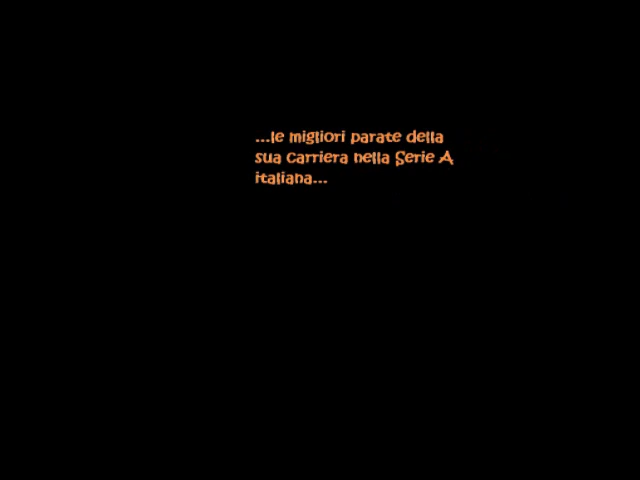 ...le migliori parate della
sua carriera nella Serie A
italiana...